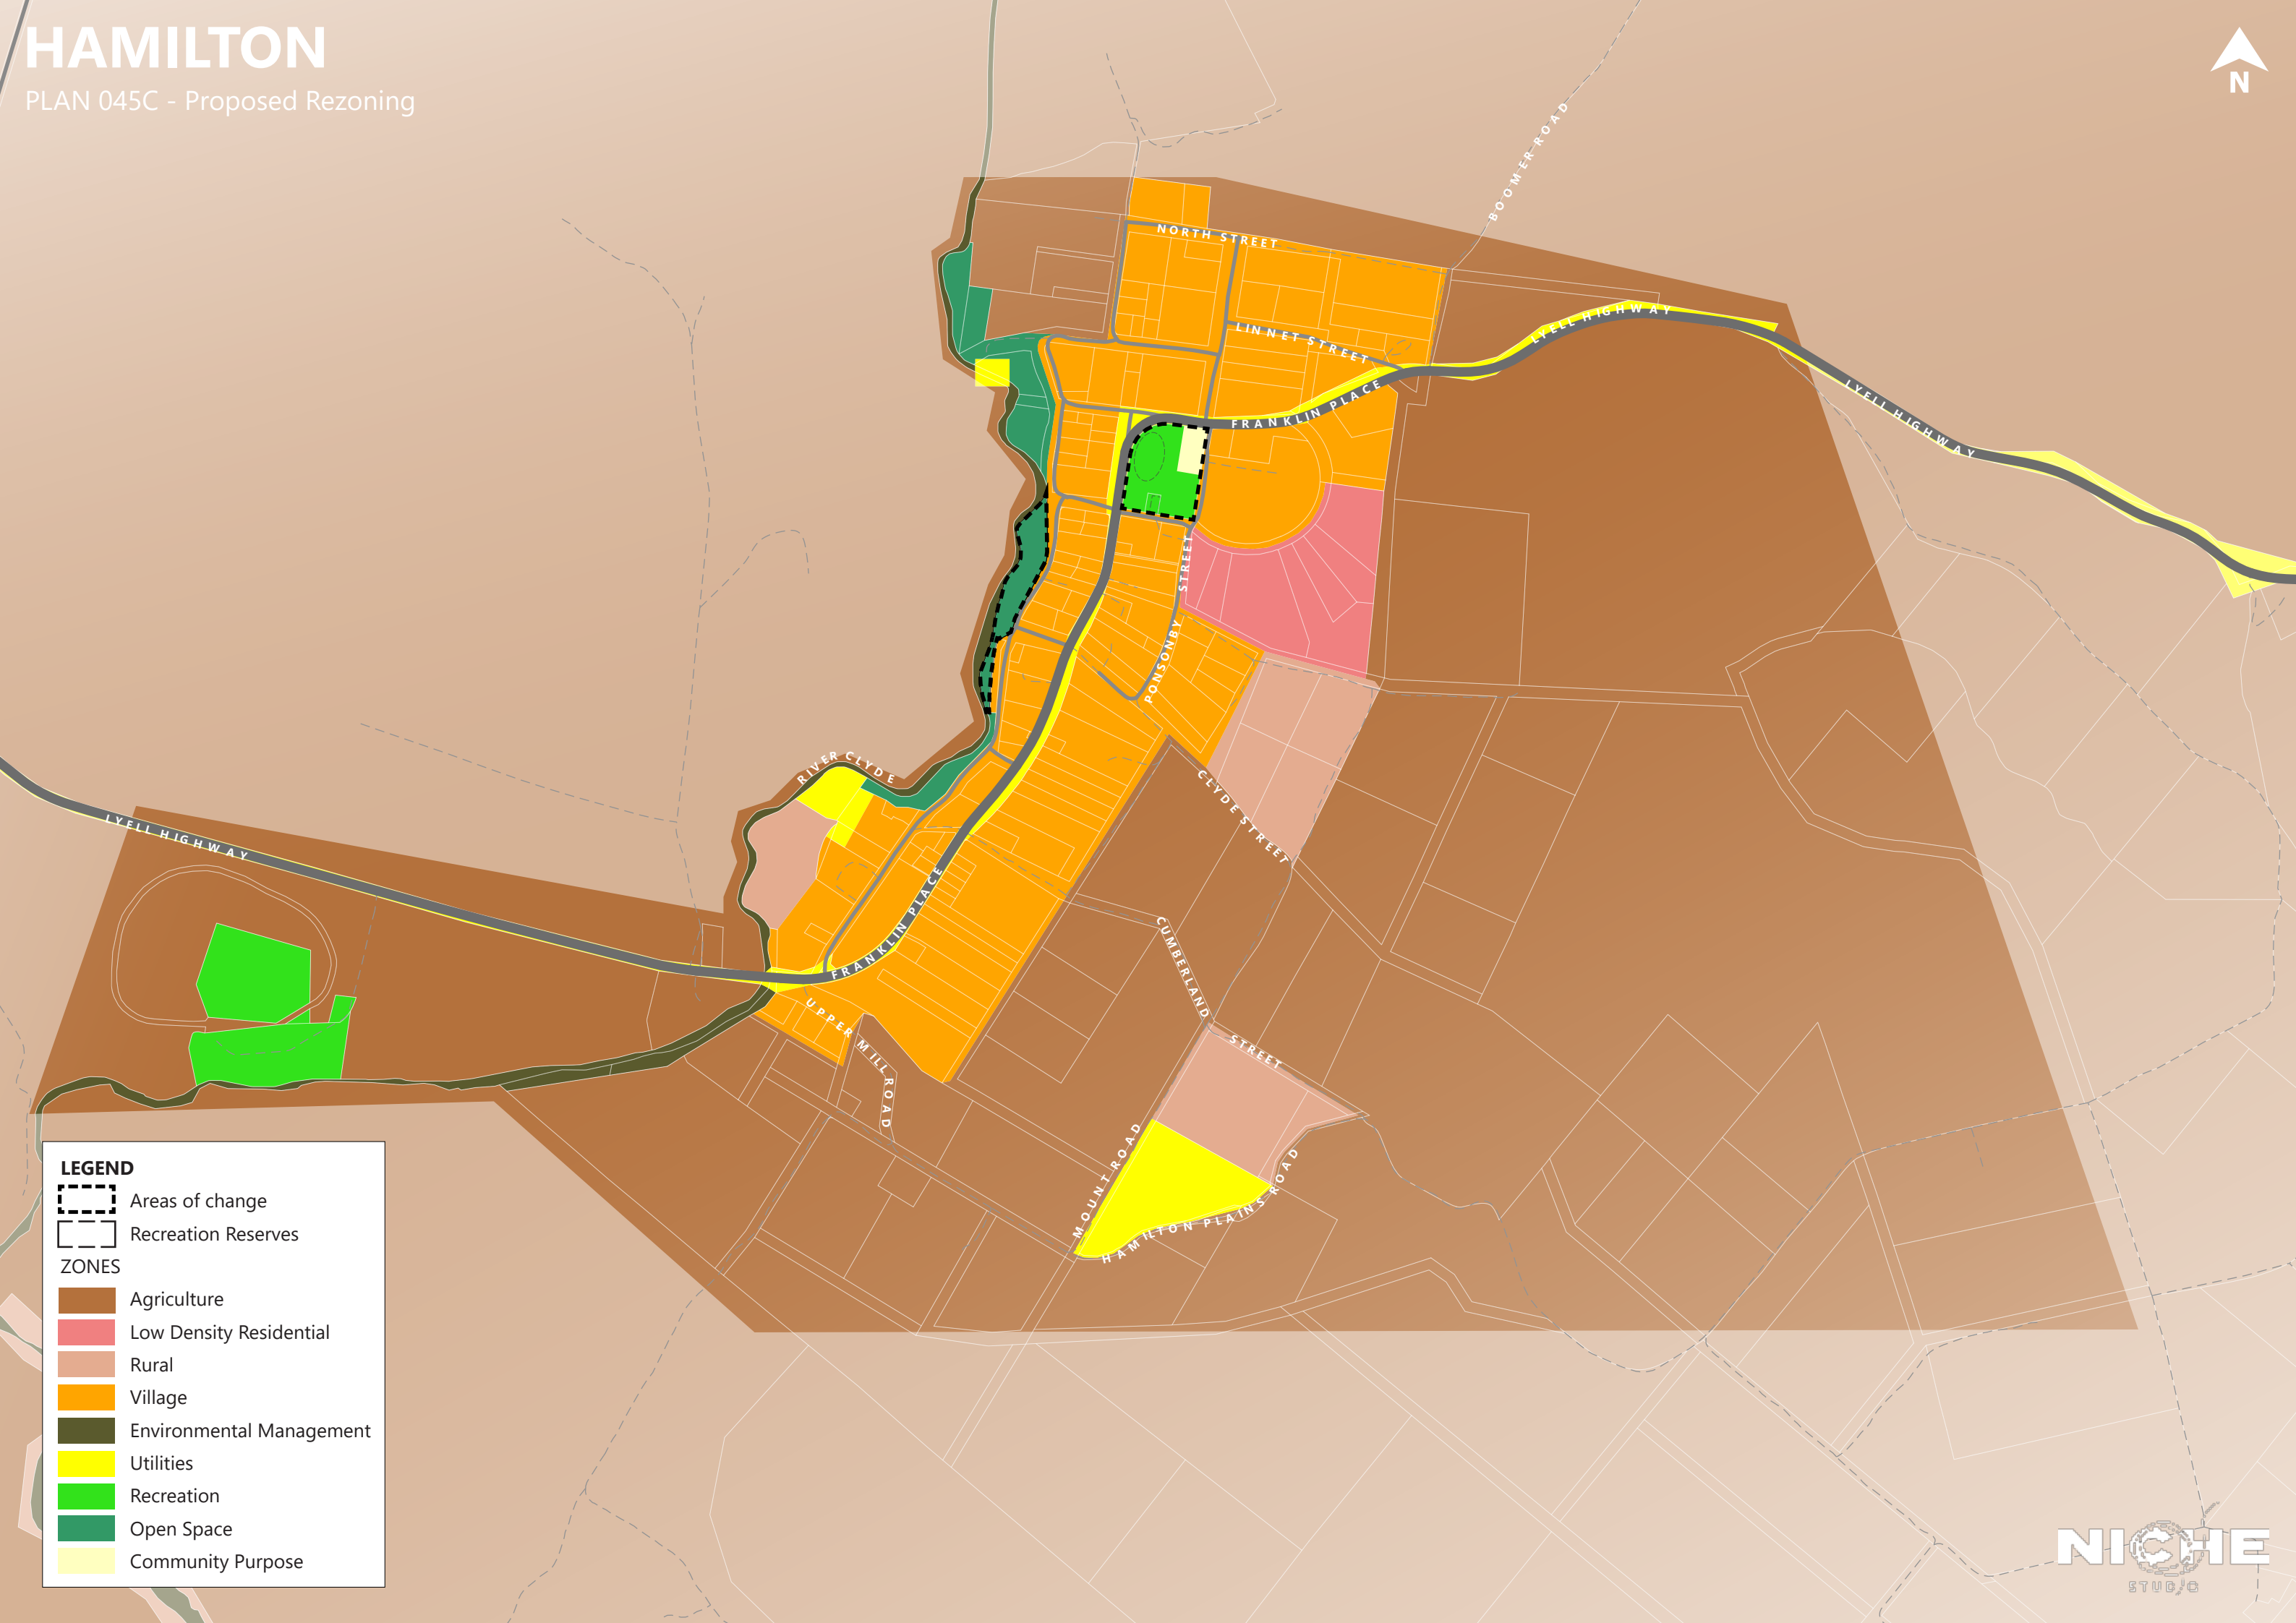 HAMILTON
PLAN 045C - Proposed Rezoning
N
BOOMER ROAD
NORTH STREET
LINNET STREET
LYELL HIGHWAY
LYELL HIGHWAY
FRANKLIN PLACE
PONSONBY STREET
RIVER CLYDE
CLYDE STREET
LYELL HIGHWAY
FRANKLIN PLACE
CUMBERLAND STREET
UPPER MILL ROAD
MOUNT ROAD
HAMILTON PLAINS ROAD
LEGEND
Areas of change
Recreation Reserves
ZONES
Agriculture
Low Density Residential
Rural
Village
Environmental Management
Utilities
Recreation
Open Space
Community Purpose
NICHE
STUDIO